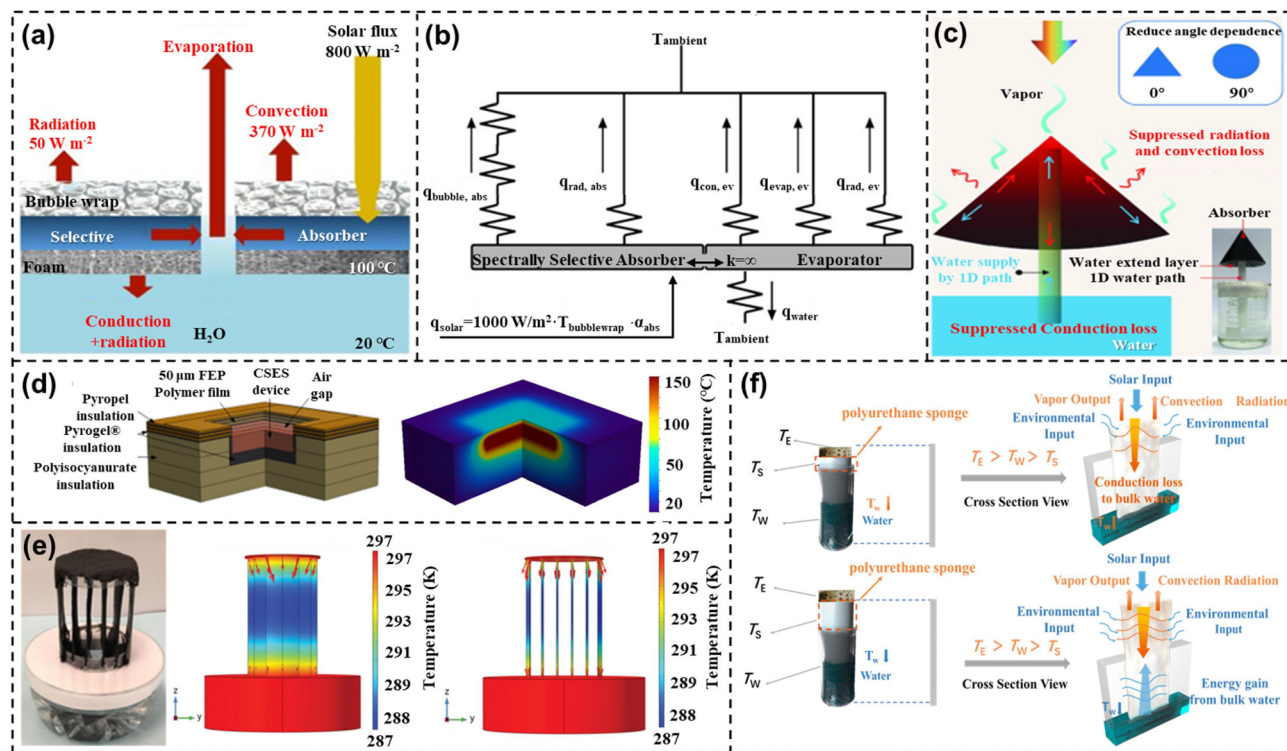 (a)
Evaporation
Solar flux
800 W m-2
Radiation
50 W m-2
Convection
370 W m-2
Bubble wrap
Selective
Absorber
Foam
100 °C
Conduction
+radiation
H2O
20 °C
(b)
Tambient
qbubble, abs
qrad, abs
qcon, ev
qevap, ev
qrad, ev
Spectrally Selective Absorber
k=∞
Evaporator
qsolar=1000 W/m²·Tbubblewrap ·αabs
qwater
Tambient
(c)
Reduce angle dependence
0°
90°
Vapor
Suppressed radiation
and convection loss
Absorber
Water supply
by 1D path
Water extend layer
1D water path
Suppressed Conduction loss
Water
(d)
50 μm FEP
Polymer film
CSES
device
Air
gap
Pyropel
insulation
Pyrogel®
insulation
Polyisocyanurate
insulation
150
100
50
20
Temperature (°C)
(e)
297
297
295
293
291
289
288
287
Temperature (K)
297
297
295
293
291
289
288
287
Temperature (K)
z
y
z
y
(f)
polyurethane sponge
TE
TS
TW
Tw
Water
TE > TW > TS
Cross Section View
Solar Input
Vapor Output
Convection
Radiation
Environmental
Input
Environmental
Input
Conduction loss
to bulk water
Tw
polyurethane sponge
TE
TS
TW
Tw
Water
TE > TW > TS
Cross Section View
Solar Input
Vapor Output
Convection Radiation
Environmental
Input
Environmental
Input
Energy gain
from bulk water
Tw